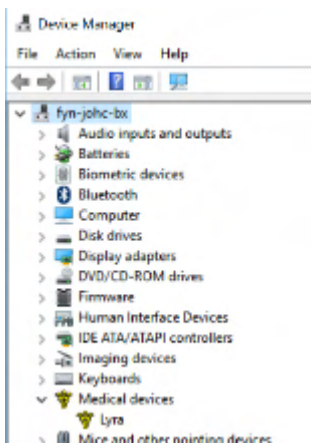 Device Manager
File Action View Help
fyn-johc-bx
Audio inputs and outputs
Batteries
Biometric devices
Bluetooth
Computer
Disk drives
Display adapters
DVD/CD-ROM drives
Firmware
Human Interface Devices
IDE ATA/ATAPI controllers
Imaging devices
Keyboards
Medical devices
Lyra
Mice and other pointing devices